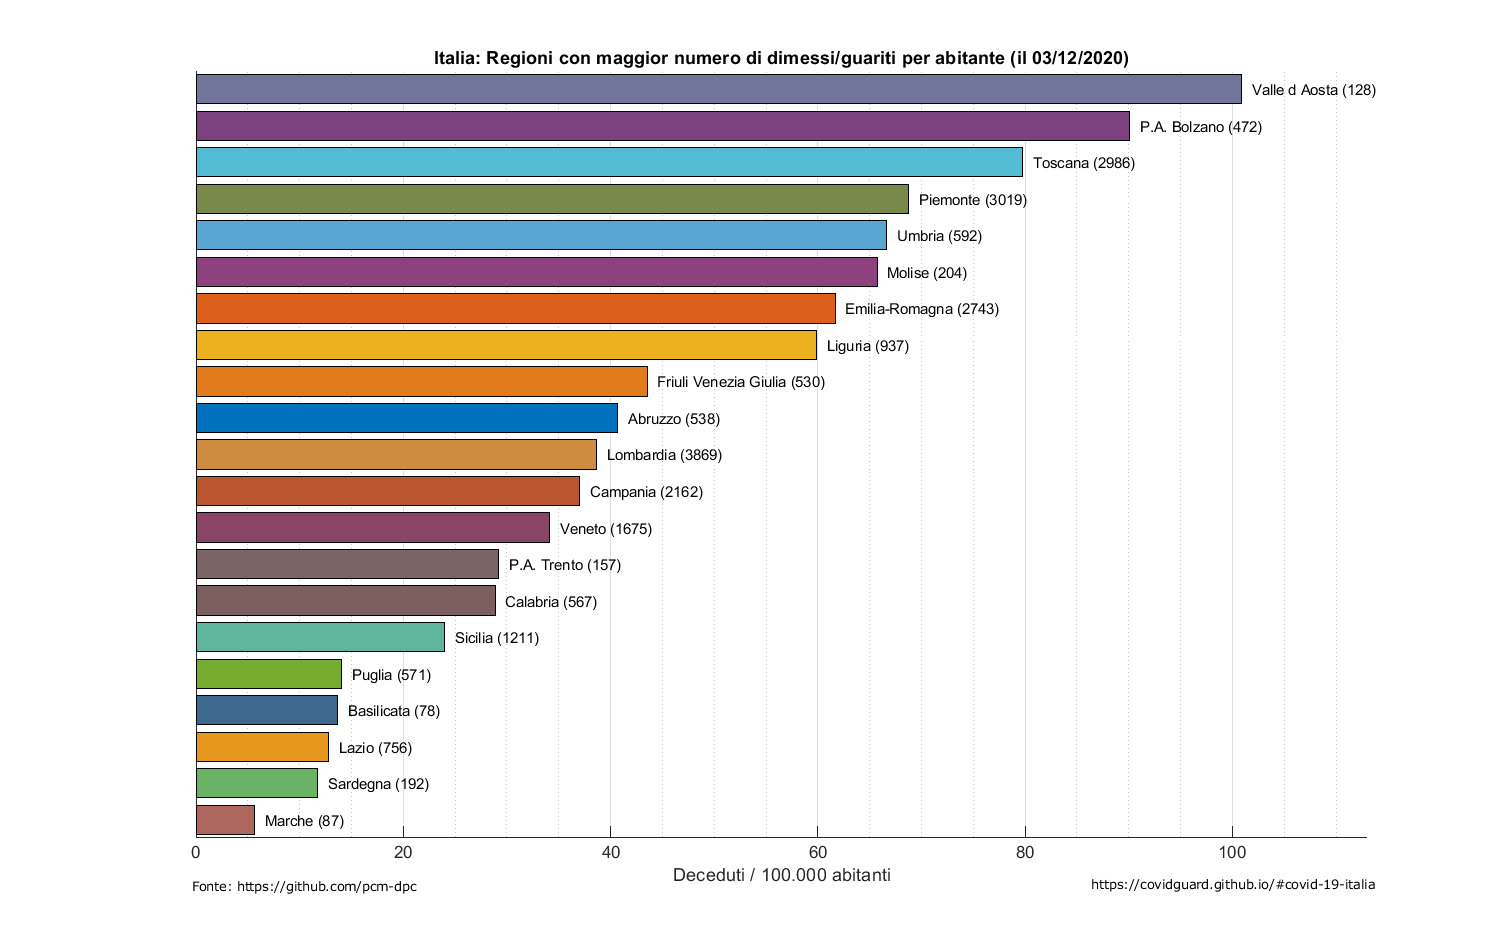 Italia: Regioni con maggior numero di dimessi/guariti per abitante (il 03/12/2020)
Valle d Aosta (128)
P.A. Bolzano (472)
Toscana (2986)
Piemonte (3019)
Umbria (592)
Molise (204)
Emilia-Romagna (2743)
Liguria (937)
Friuli Venezia Giulia (530)
Abruzzo (538)
Lombardia (3869)
Campania (2162)
Veneto (1675)
P.A. Trento (157)
Calabria (567)
Sicilia (1211)
Puglia (571)
Basilicata (78)
Lazio (756)
Sardegna (192)
Marche (87)
0 20 40 60 80 100
Deceduti / 100.000 abitanti
Fonte: https://github.com/pcm-dpc
https://covidguard.github.io/#covid-19-italia